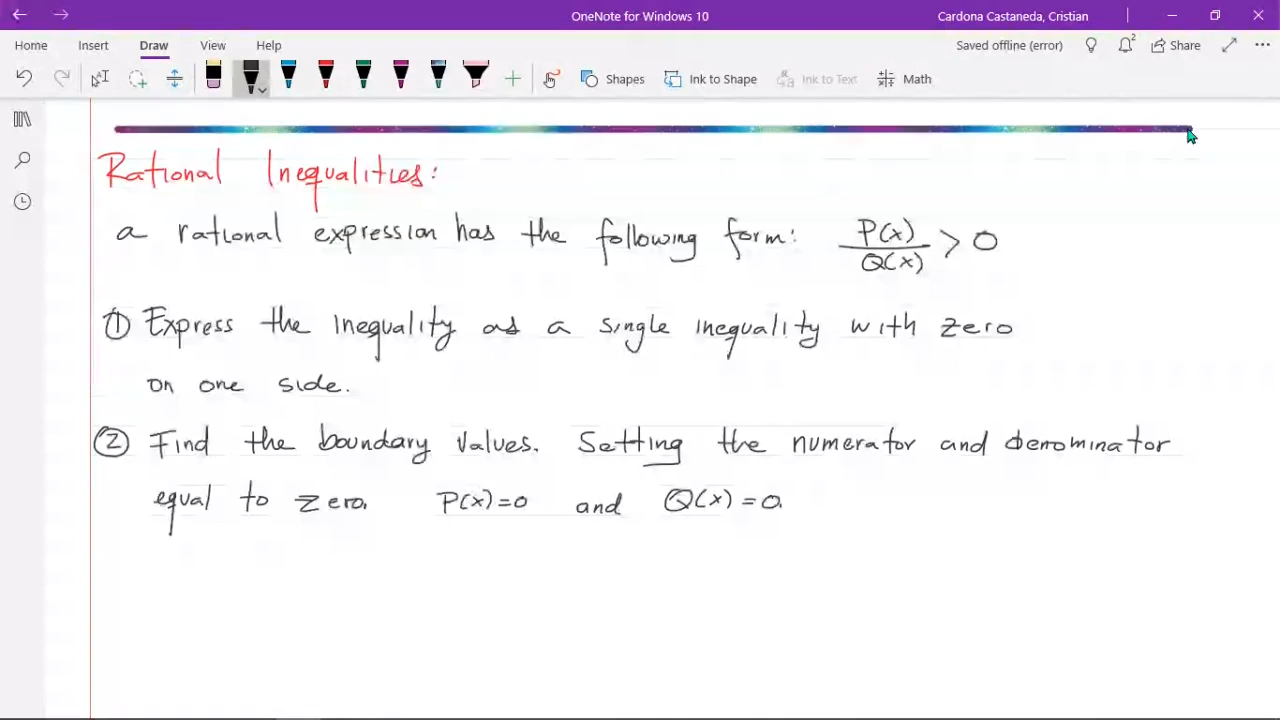 OneNote for Windows 10
Cardona Castaneda, Cristian
Home Insert Draw View Help
Saved offline (error)
Share
Shapes
Ink to Shape
Ink to Text
Math
Rational Inequalities:
a rational expression has the following form: P(x)/Q(x) > 0
① Express the inequality as a single inequality with zero
on one side.
② Find the boundary values. Setting the numerator and denominator
equal to zero. P(x)=0 and Q(x)=0.